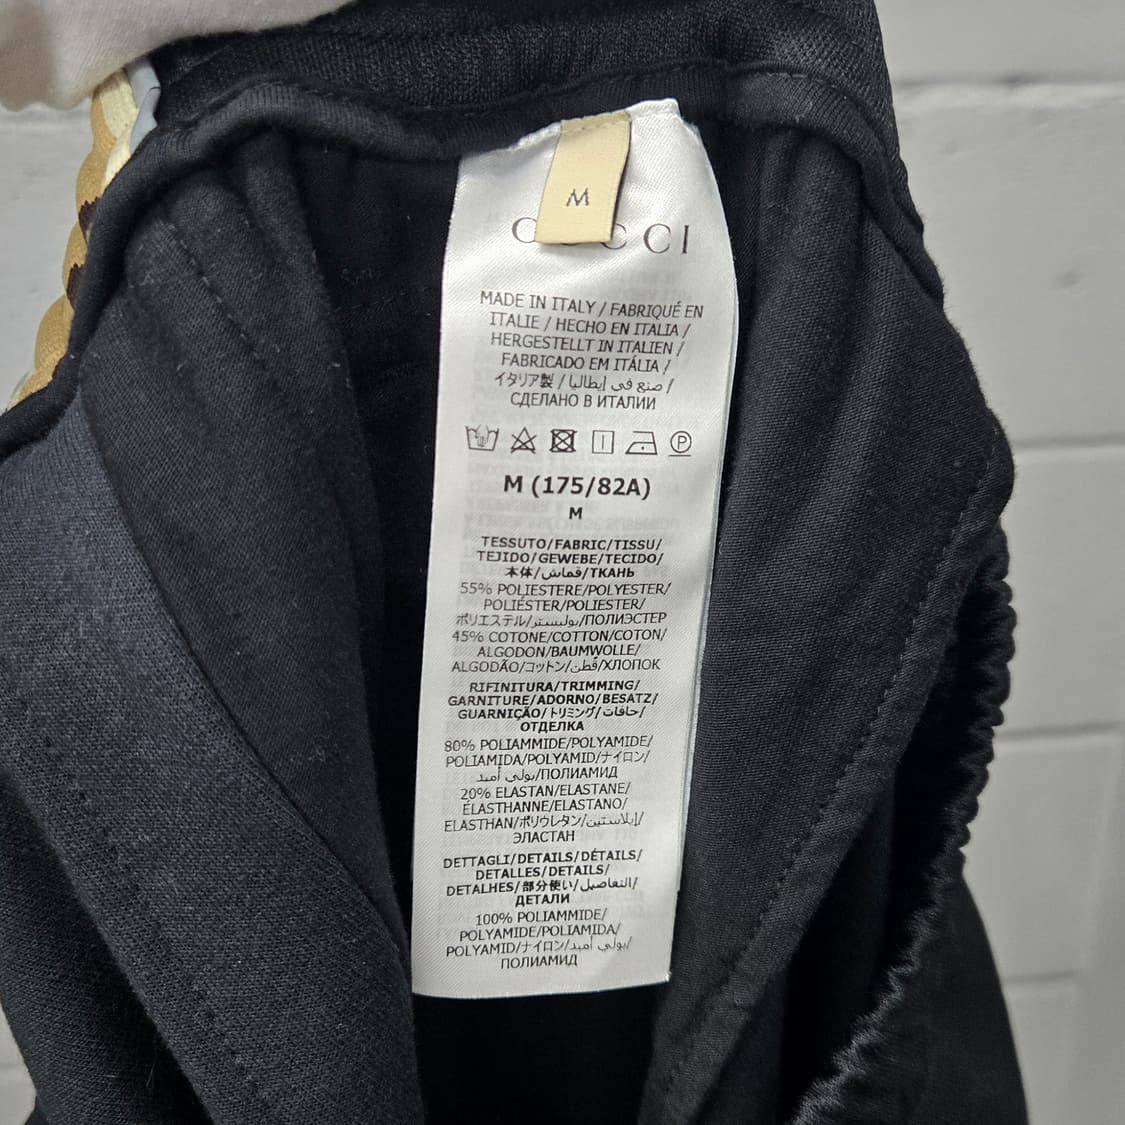 M
GUCCI
MADE IN ITALY / FABRIQUÉ EN
ITALIE / HECHO EN ITALIA /
HERGESTELLT IN ITALIEN /
FABRICADO EM ITÁLIA /
イタリア製 / صنع في إيطاليا /
СДЕЛАНО В ИТАЛИИ
P
M (175/82A)
M
TESSUTO/FABRIC/TISSU/
TEJIDO/GEWEBE/TECIDO/
本体/قماش/ТКАНЬ
55% POLIESTERE/POLYESTER/
POLIÉSTER/POLIESTER/
ポリエステル/بوليستر/ПОЛИЭСТЕР
45% COTONE/COTTON/COTON/
ALGODON/BAUMWOLLE/
ALGODÃO/コットン/قطن/ХЛОПОК
RIFINITURA/TRIMMING/
GARNITURE/ADORNO/BESATZ/
GUARNIÇÃO/トリミング/حافات/
ОТДЕЛКА
80% POLIAMMIDE/POLYAMIDE/
POLIAMIDA/POLYAMID/ナイロン/
بولي أميد/ПОЛИАМИД
20% ELASTAN/ELASTANE/
ÉLASTHANNE/ELASTANO/
ELASTHAN/ポリウレタン/إيلاستين/
ЭЛАСТАН
DETTAGLI/DETAILS/DÉTAILS/
DETALLES/DETAILS/
DETALHES/部分使い/التفاصيل/
ДЕТАЛИ
100% POLIAMMIDE/
POLYAMIDE/POLIAMIDA/
POLYAMID/ナイロン/بولي أميد/
ПОЛИАМИД